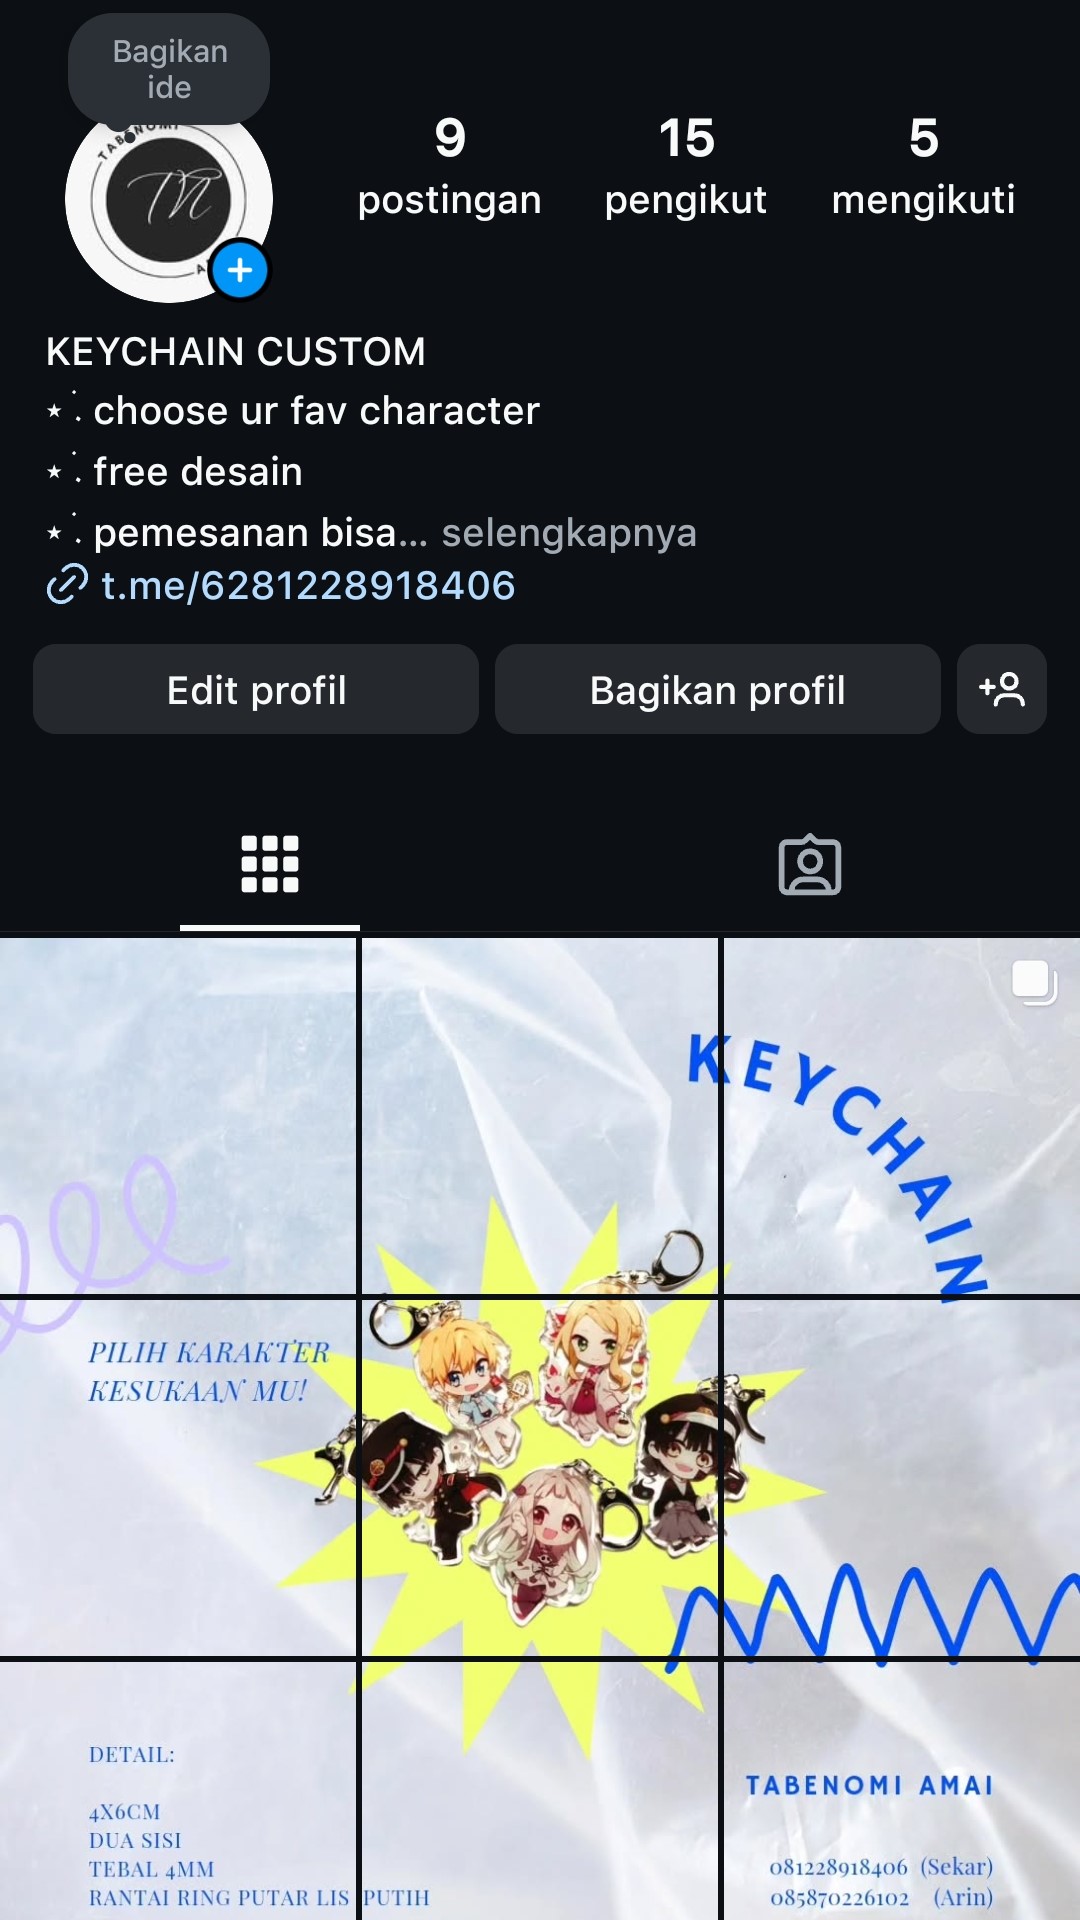 Bagikan
ide
TABENOMI
TN
9
postingan
15
pengikut
5
mengikuti
KEYCHAIN CUSTOM
choose ur fav character
free desain
pemesanan bisa... selengkapnya
t.me/6281228918406
Edit profil
Bagikan profil
KEYCHAIN
PILIH KARAKTER
KESUKAAN MU!
DETAIL:
4X6CM
DUA SISI
TEBAL 4MM
RANTAI RING PUTAR LIS PUTIH
TABENOMI AMAI
081228918406 (Sekar)
085870226102 (Arin)